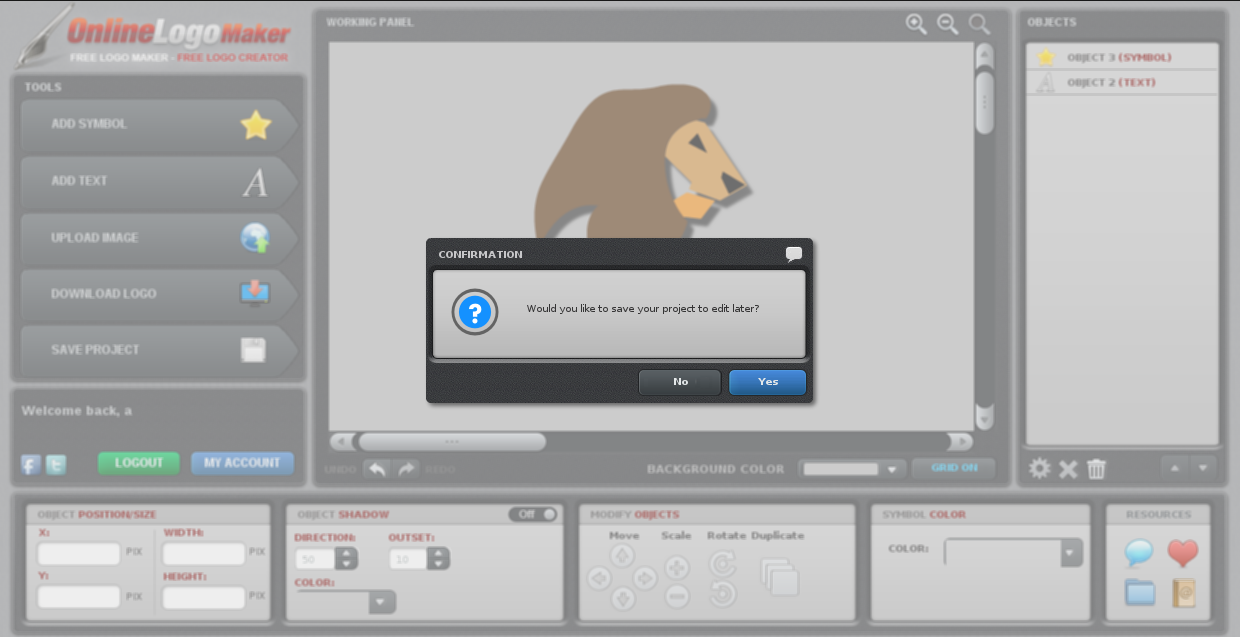 OnlineLogoMaker
FREE LOGO MAKER - FREE LOGO CREATOR
TOOLS
ADD SYMBOL
ADD TEXT
A
UPLOAD IMAGE
DOWNLOAD LOGO
SAVE PROJECT
Welcome back, a
f t
LOGOUT
MY ACCOUNT
WORKING PANEL
CONFIRMATION
?
Would you like to save your project to edit later?
No
Yes
UNDO
REDO
BACKGROUND COLOR
GRID ON
OBJECTS
OBJECT 3 (SYMBOL)
A OBJECT 2 (TEXT)
OBJECT POSITION/SIZE
X:
PIX
WIDTH:
PIX
Y:
PIX
HEIGHT:
PIX
OBJECT SHADOW
Off
DIRECTION:
50
OUTSET:
10
COLOR:
MODIFY OBJECTS
Move
Scale
Rotate
Duplicate
SYMBOL COLOR
COLOR:
RESOURCES
@